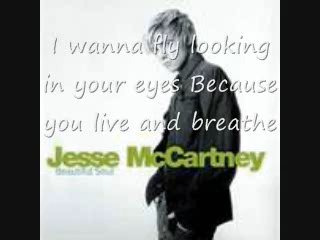 I wanna fly looking
in your eyes Because
you live and breathe
Jesse McCartney
Beautiful Soul